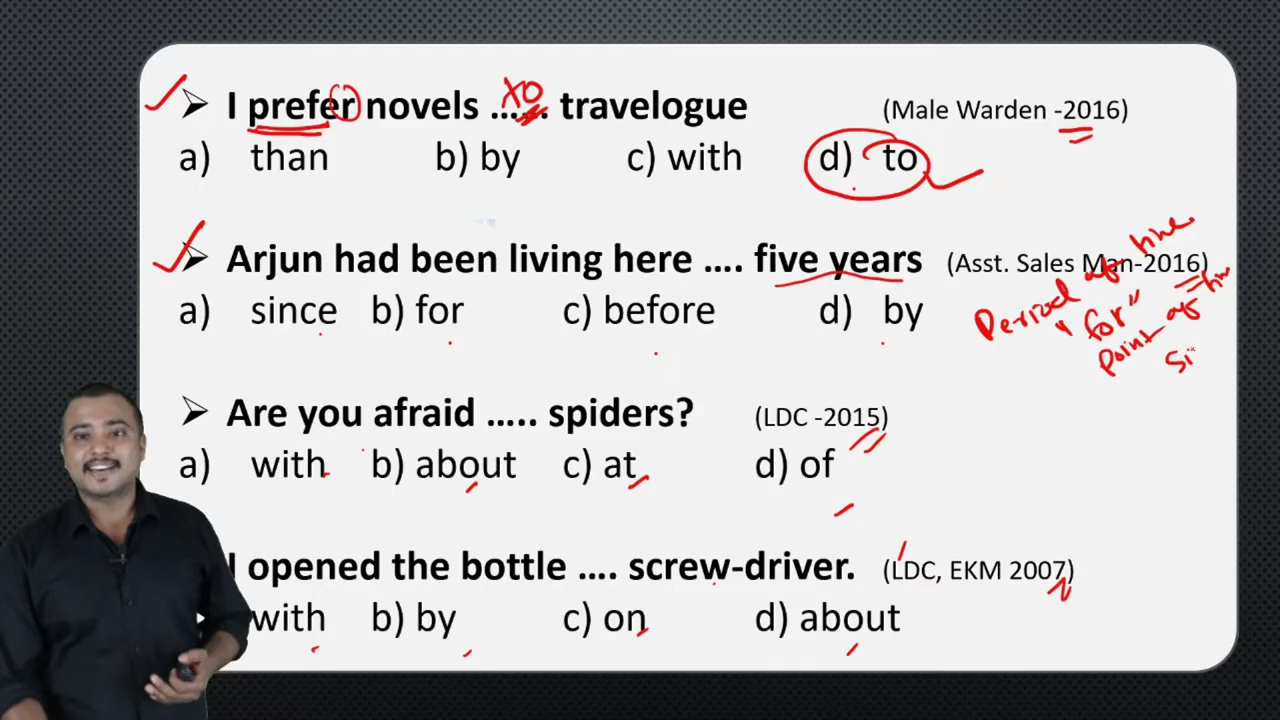 ➢ I prefer novels ...... travelogue (Male Warden -2016)
to
a) than b) by c) with d) to
➢ Arjun had been living here .... five years (Asst. Sales Man-2016)
a) since b) for c) before d) by
Period of time
"for"
Point of
Si
➢ Are you afraid ..... spiders? (LDC -2015)
a) with b) about c) at d) of
I opened the bottle .... screw-driver. (LDC, EKM 2007)
with b) by c) on d) about